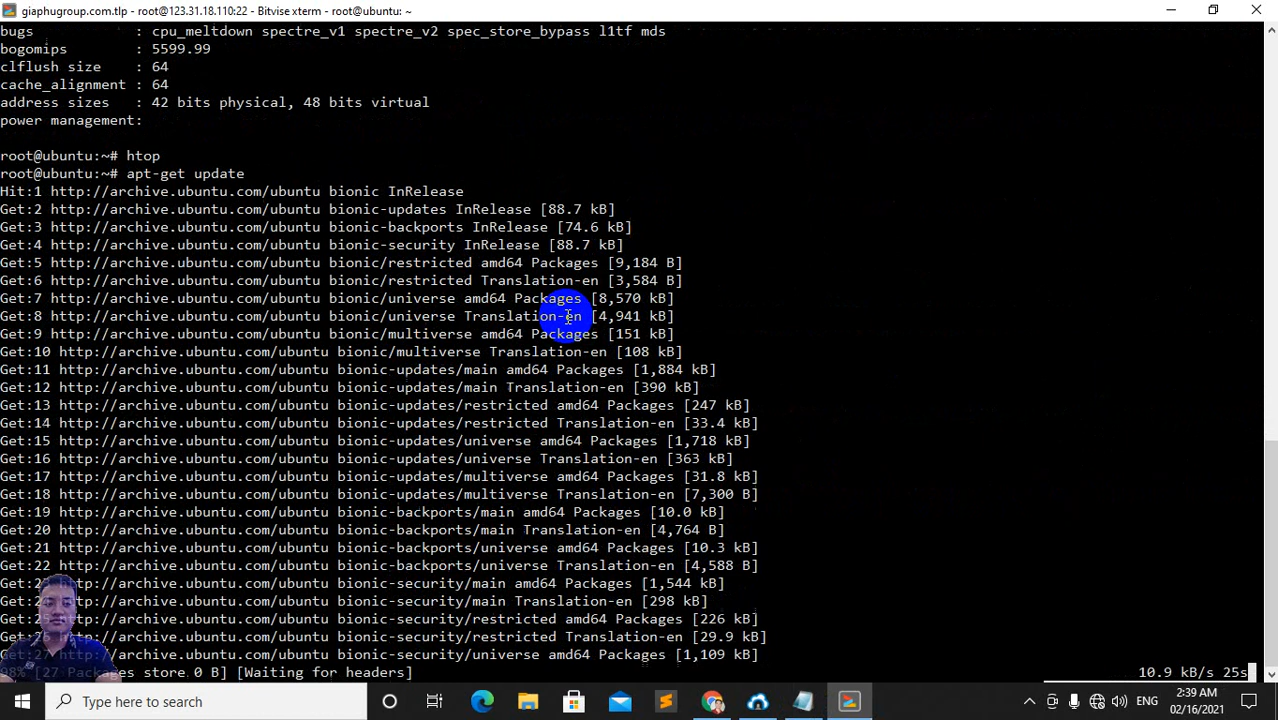 giaphugroup.com.tlp - root@123.31.18.110:22 - Bitvise xterm - root@ubuntu: ~
bugs : cpu_meltdown spectre_v1 spectre_v2 spec_store_bypass l1tf mds
bogomips : 5599.99
clflush size : 64
cache_alignment : 64
address sizes : 42 bits physical, 48 bits virtual
power management:
root@ubuntu:~# htop
root@ubuntu:~# apt-get update
Hit:1 http://archive.ubuntu.com/ubuntu bionic InRelease
Get:2 http://archive.ubuntu.com/ubuntu bionic-updates InRelease [88.7 kB]
Get:3 http://archive.ubuntu.com/ubuntu bionic-backports InRelease [74.6 kB]
Get:4 http://archive.ubuntu.com/ubuntu bionic-security InRelease [88.7 kB]
Get:5 http://archive.ubuntu.com/ubuntu bionic/restricted amd64 Packages [9,184 B]
Get:6 http://archive.ubuntu.com/ubuntu bionic/restricted Translation-en [3,584 B]
Get:7 http://archive.ubuntu.com/ubuntu bionic/universe amd64 Packages [8,570 kB]
Get:8 http://archive.ubuntu.com/ubuntu bionic/universe Translation-en [4,941 kB]
Get:9 http://archive.ubuntu.com/ubuntu bionic/multiverse amd64 Packages [151 kB]
Get:10 http://archive.ubuntu.com/ubuntu bionic/multiverse Translation-en [108 kB]
Get:11 http://archive.ubuntu.com/ubuntu bionic-updates/main amd64 Packages [1,884 kB]
Get:12 http://archive.ubuntu.com/ubuntu bionic-updates/main Translation-en [390 kB]
Get:13 http://archive.ubuntu.com/ubuntu bionic-updates/restricted amd64 Packages [247 kB]
Get:14 http://archive.ubuntu.com/ubuntu bionic-updates/restricted Translation-en [33.4 kB]
Get:15 http://archive.ubuntu.com/ubuntu bionic-updates/universe amd64 Packages [1,718 kB]
Get:16 http://archive.ubuntu.com/ubuntu bionic-updates/universe Translation-en [363 kB]
Get:17 http://archive.ubuntu.com/ubuntu bionic-updates/multiverse amd64 Packages [31.8 kB]
Get:18 http://archive.ubuntu.com/ubuntu bionic-updates/multiverse Translation-en [7,300 B]
Get:19 http://archive.ubuntu.com/ubuntu bionic-backports/main amd64 Packages [10.0 kB]
Get:20 http://archive.ubuntu.com/ubuntu bionic-backports/main Translation-en [4,764 B]
Get:21 http://archive.ubuntu.com/ubuntu bionic-backports/universe amd64 Packages [10.3 kB]
Get:22 http://archive.ubuntu.com/ubuntu bionic-backports/universe Translation-en [4,588 B]
Get:2 http://archive.ubuntu.com/ubuntu bionic-security/main amd64 Packages [1,544 kB]
Get: http://archive.ubuntu.com/ubuntu bionic-security/main Translation-en [298 kB]
Get: http://archive.ubuntu.com/ubuntu bionic-security/restricted amd64 Packages [226 kB]
Get: http://archive.ubuntu.com/ubuntu bionic-security/restricted Translation-en [29.9 kB]
Get:27 http://archive.ubuntu.com/ubuntu bionic-security/universe amd64 Packages [1,109 kB]
98% [27 Packages store 0 B] [Waiting for headers] 10.9 kB/s 25s
Type here to search
ENG
2:39 AM
02/16/2021